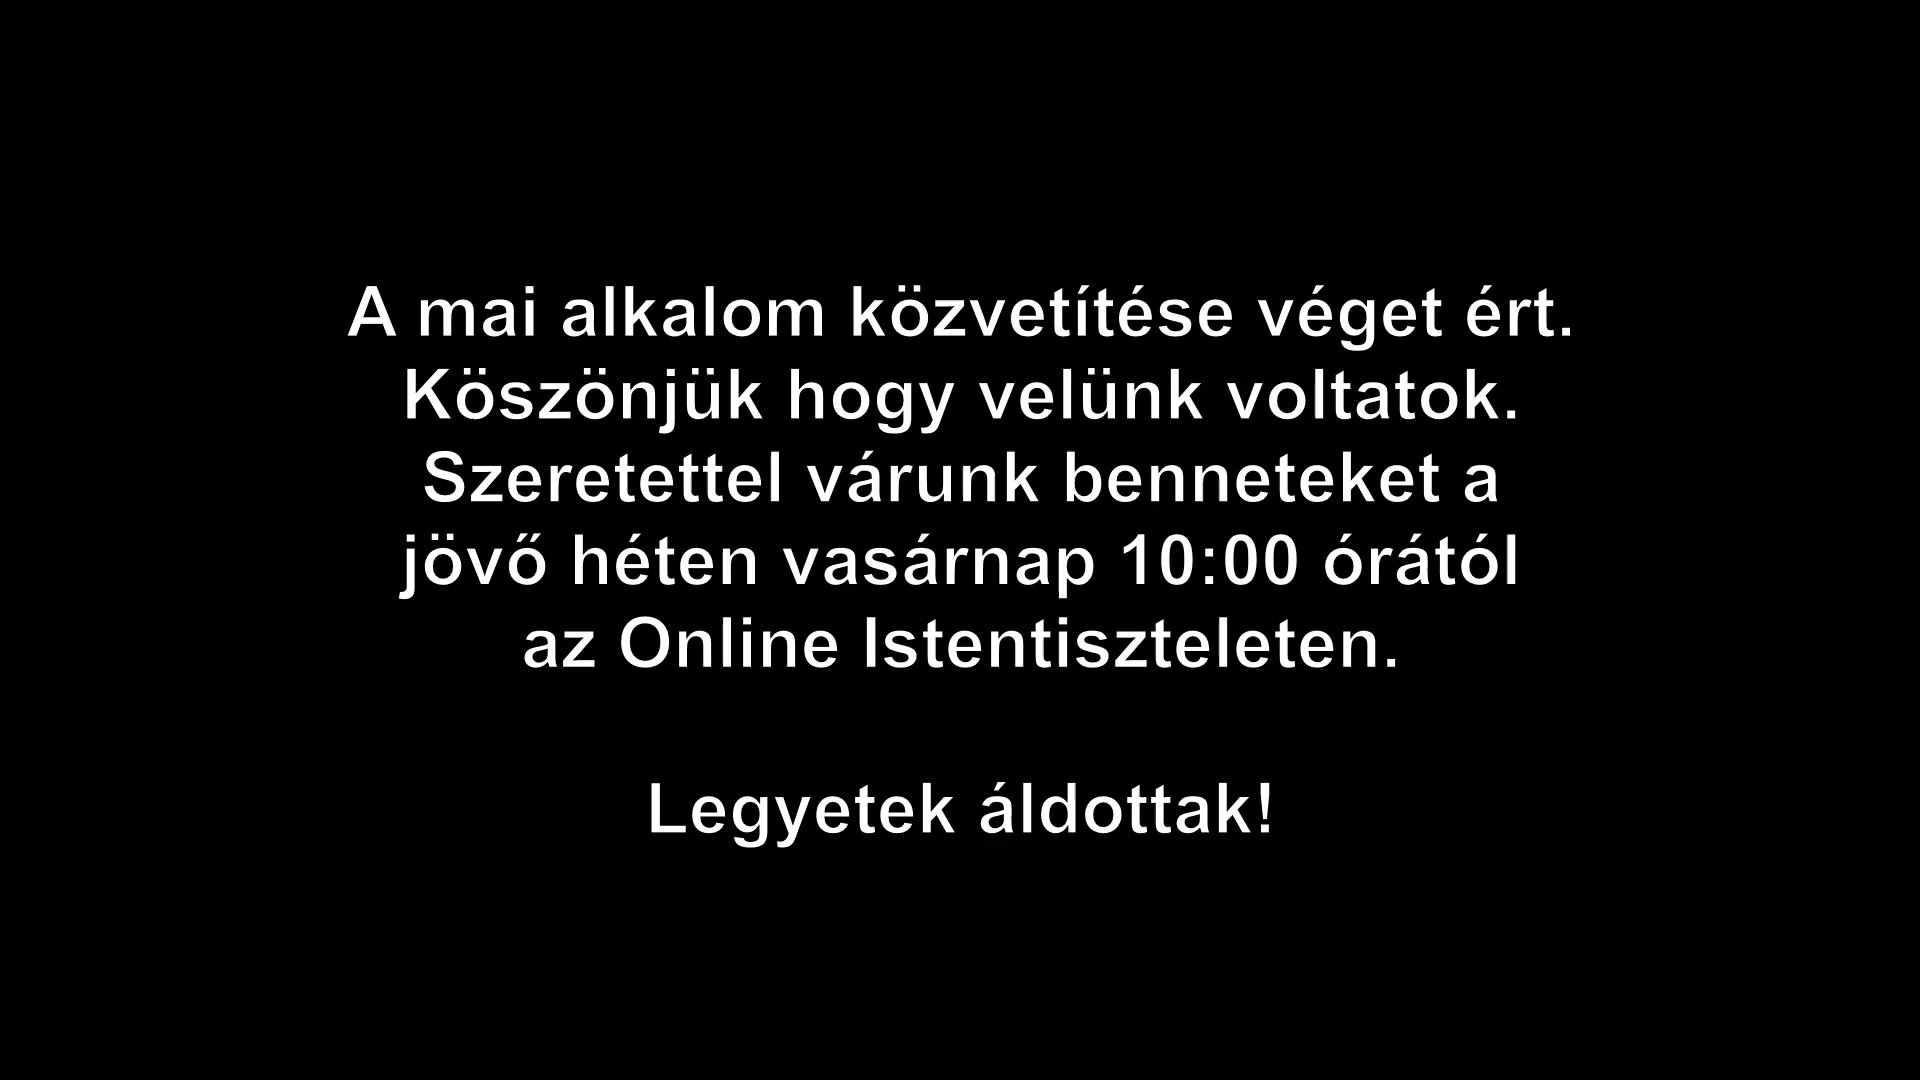 A mai alkalom közvetítése véget ért.
Köszönjük hogy velünk voltatok.
Szeretettel várunk benneteket a
jövő héten vasárnap 10:00 órától
az Online Istentiszteleten.
Legyetek áldottak!